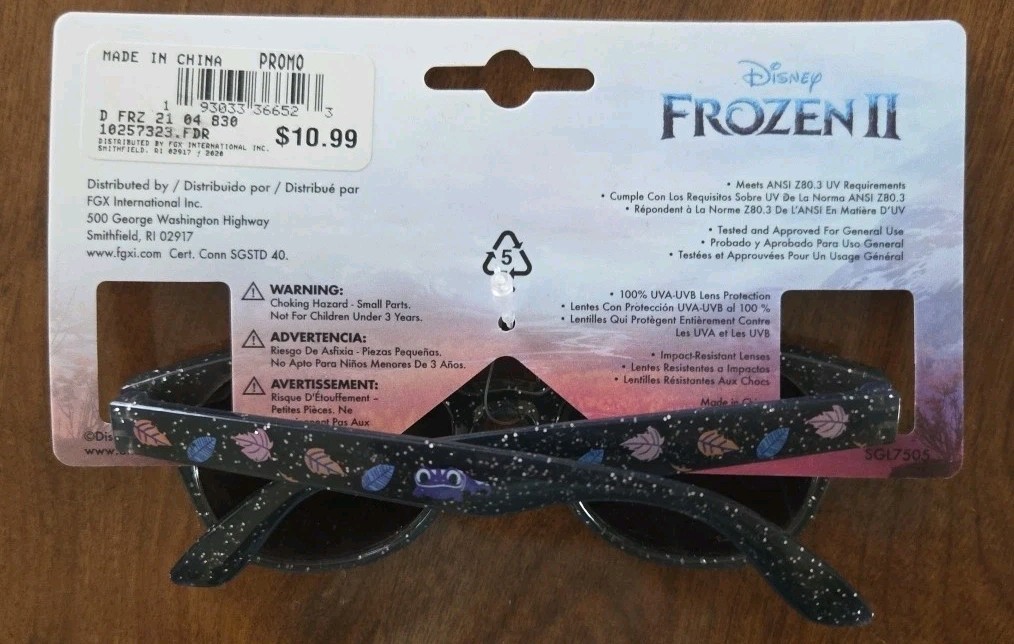 MADE IN CHINA PROMO
1 93033 36652 3
D FRZ 21 04 830
10257323.FDR
$10.99
DISTRIBUTED BY FGX INTERNATIONAL INC.
SMITHFIELD, RI 02917 / 2020
Disney
FROZEN II
Distributed by / Distribuido por / Distribué par
FGX International Inc.
500 George Washington Highway
Smithfield, RI 02917
www.fgxi.com Cert. Conn SGSTD 40.
• Meets ANSI Z80.3 UV Requirements
• Cumple Con Los Requisitos Sobre UV De La Norma ANSI Z80.3
• Répondent à La Norme Z80.3 De L'ANSI En Matière D'UV
• Tested and Approved For General Use
• Probado y Aprobado Para Uso General
• Testées et Approuvées Pour Un Usage Général
5
WARNING:
Choking Hazard - Small Parts.
Not For Children Under 3 Years.
ADVERTENCIA:
Riesgo De Asfixia - Piezas Pequeñas.
No Apto Para Niños Menores De 3 Años.
AVERTISSEMENT:
Risque D'Étouffement –
Petites Pièces. Ne
Pas Aux
• 100% UVA-UVB Lens Protection
• Lentes Con Protección UVA-UVB al 100 %
• Lentilles Qui Protègent Entièrement Contre
Les UVA et Les UVB
• Impact-Resistant Lenses
• Lentes Resistentes a Impactos
• Lentilles Résistantes Aux Chocs
Made in
©Dis
www.
SGL7505